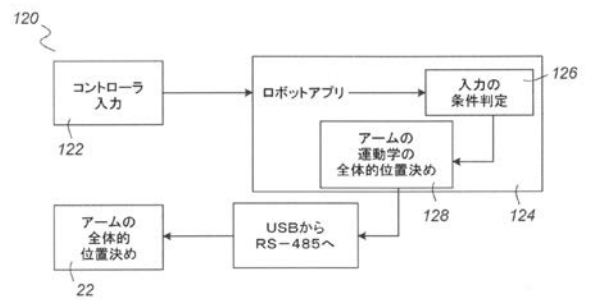 120
コントローラ
入力
122
ロボットアプリ
入力の
条件判定
126
アームの
運動学の
全体的位置決め
128
124
アームの
全体的
位置決め
22
USBから
RS-485へ